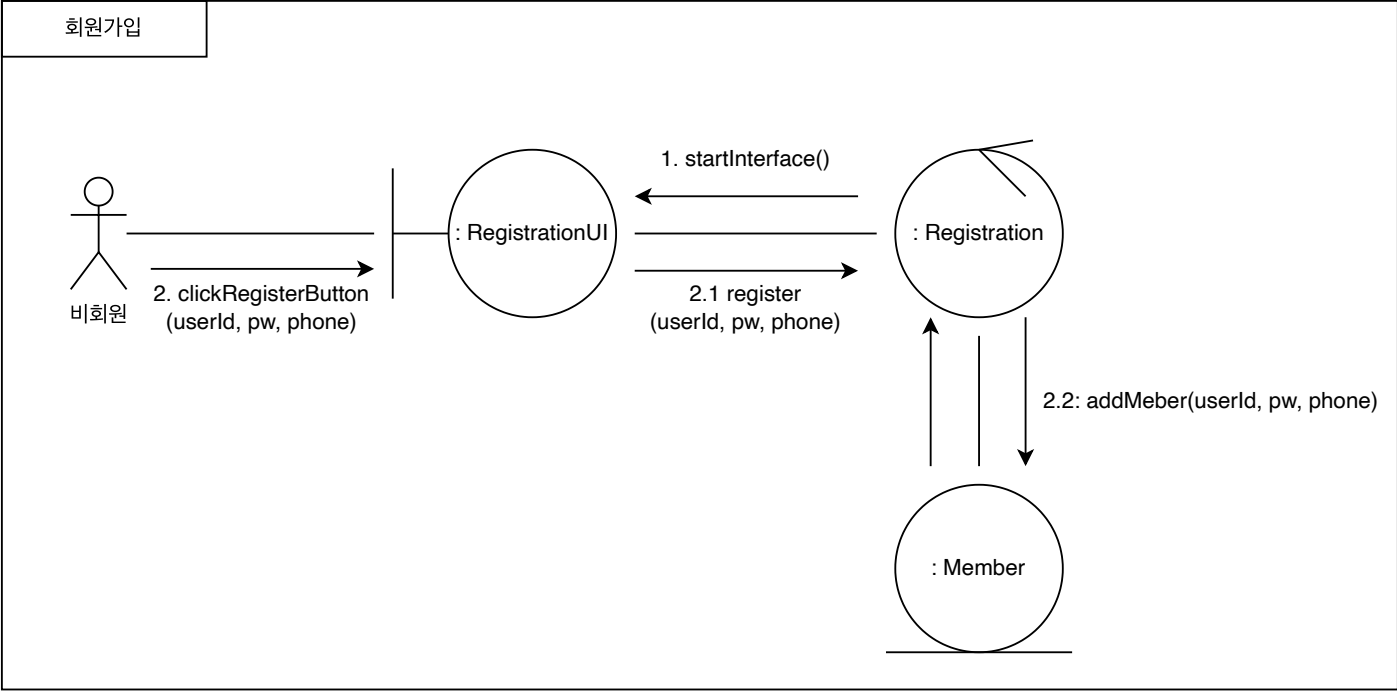 회원가입
1. startInterface()
: RegistrationUI
: Registration
2. clickRegisterButton
(userId, pw, phone)
2.1 register
(userId, pw, phone)
비회원
2.2: addMeber(userId, pw, phone)
: Member